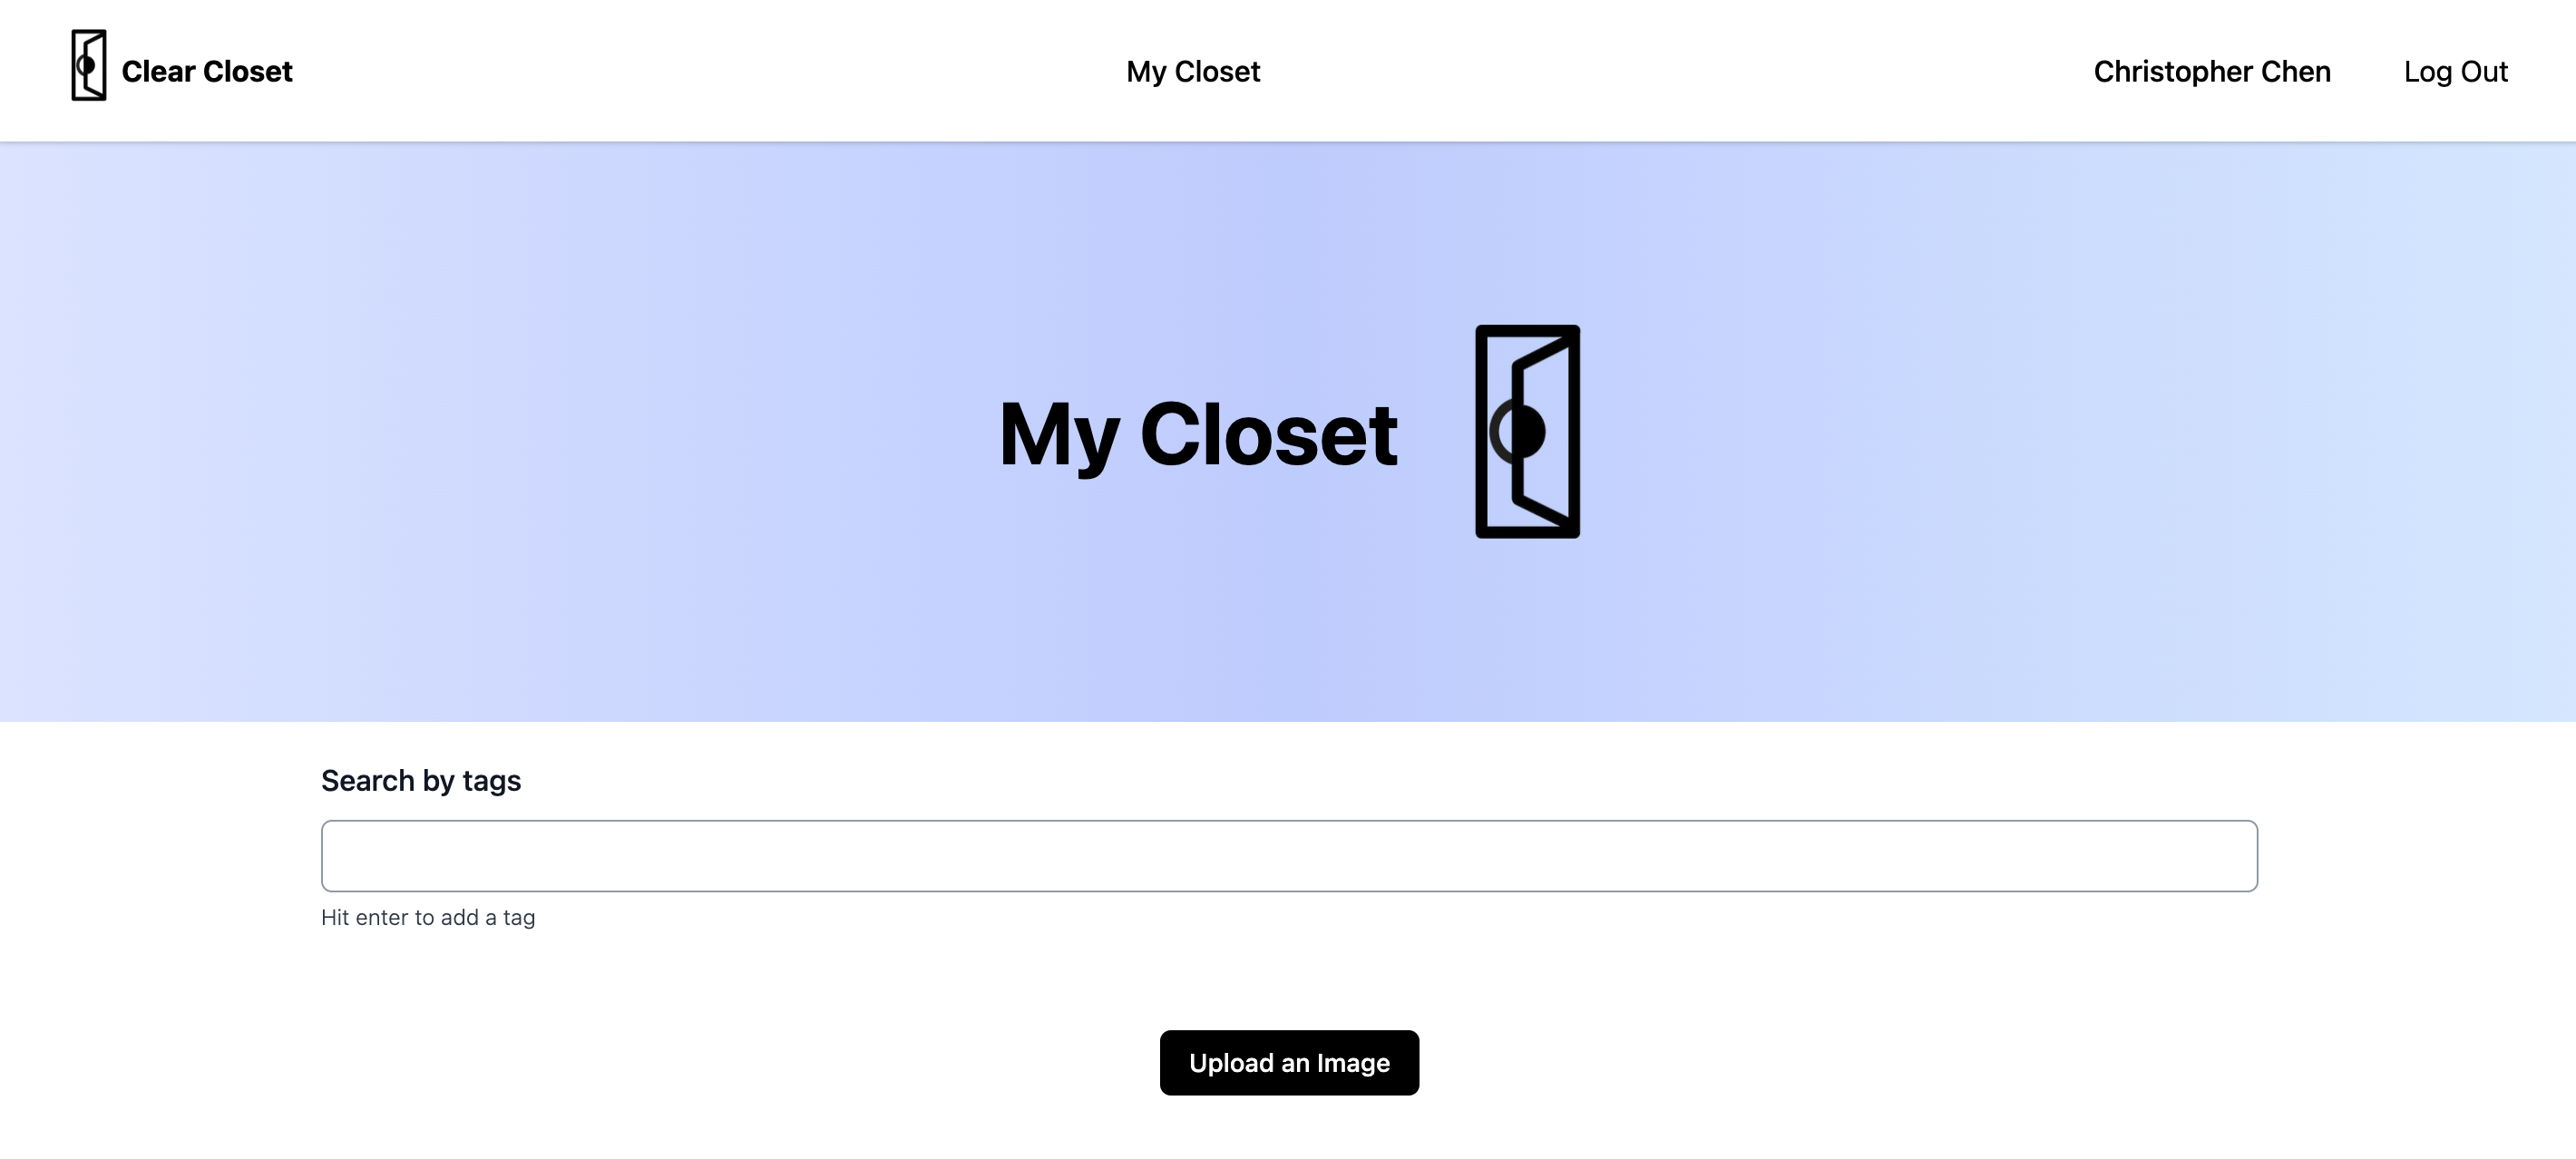 Clear Closet
My Closet
Christopher Chen
Log Out
My Closet
Search by tags
Hit enter to add a tag
Upload an Image